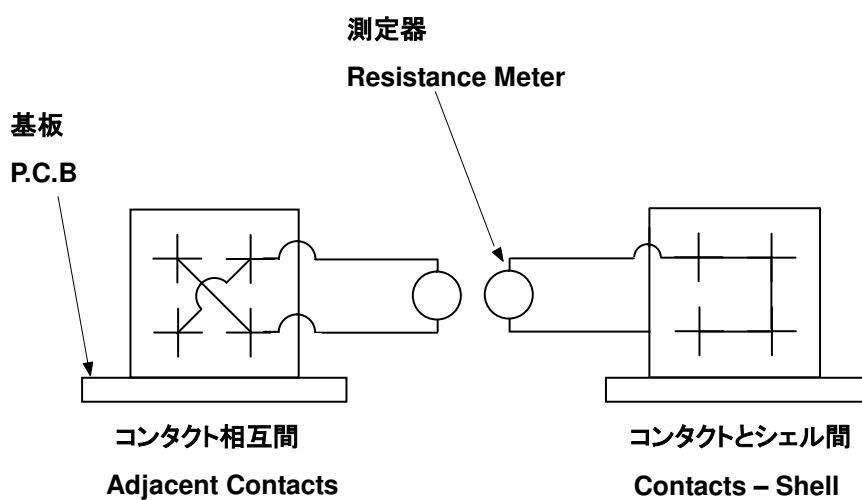 測定器
Resistance Meter
基板
P.C.B
コンタクト相互間
Adjacent Contacts
コンタクトとシェル間
Contacts – Shell